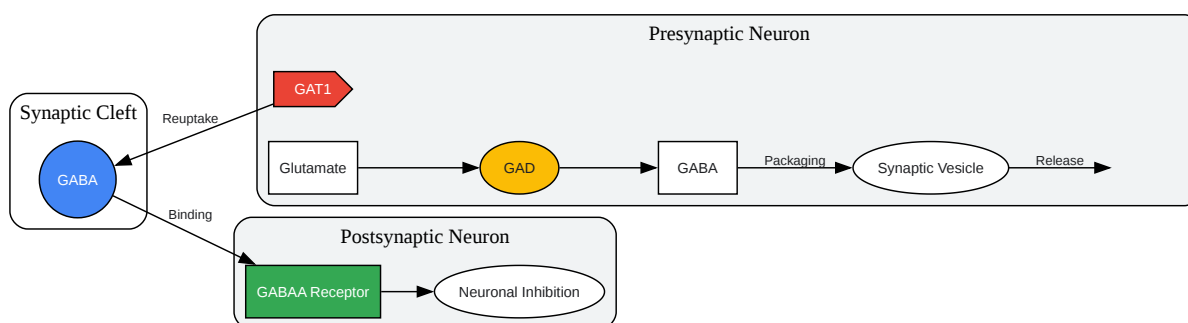 Presynaptic Neuron
GAT1
Synaptic Cleft
Reuptake
Glutamate
GAD
GABA
Packaging
Synaptic Vesicle
Release
GABA
Binding
Postsynaptic Neuron
GABAA Receptor
Neuronal Inhibition